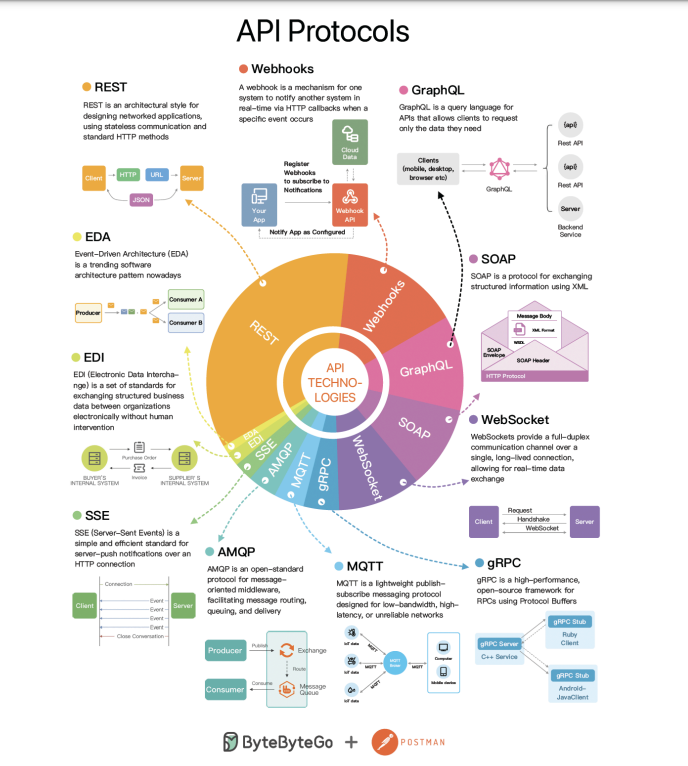 API Protocols
REST
REST is an architectural style for
designing networked applications,
using stateless communication and
standard HTTP methods
Client
HTTP
URL
Server
JSON
Webhooks
A webhook is a mechanism for one
system to notify another system in
real-time via HTTP callbacks when a
specific event occurs
Cloud
Data
Register
Webhooks
to subscribe to
Notifications
Your
App
Webhook
API
Notify App as Configured
GraphQL
GraphQL is a query language for
APIs that allows clients to request
only the data they need
Clients
(mobile, desktop,
browser etc)
GraphQL
{api}
Rest API
{api}
Rest API
Server
Backend
Service
EDA
Event-Driven Architecture (EDA)
is a trending software
architecture pattern nowadays
Producer
Consumer A
Consumer B
SOAP
SOAP is a protocol for exchanging
structured information using XML
Message Body
XML Format
WSDL
SOAP
Envelope
SOAP Header
HTTP Protocol
EDI
EDI (Electronic Data Intercha-
nge) is a set of standards for
exchanging structured business
data between organizations
electronically without human
intervention
Purchase Order
Invoice
BUYER'S
INTERNAL SYSTEM
SUPPLIER'S
INTERNAL SYSTEM
REST
Webhooks
GraphQL
SOAP
WebSocket
gRPC
MQTT
AMQP
SSE
EDI
EDA
API
TECHNO-
LOGIES
WebSocket
WebSockets provide a full-duplex
communication channel over a
single, long-lived connection,
allowing for real-time data
exchange
Client
Request
Handshake
WebSocket
Server
SSE
SSE (Server-Sent Events) is a
simple and efficient standard for
server-push notifications over an
HTTP connection
Client
Connection
Event
Event
Event
Event
Close Conversation
Server
AMQP
AMQP is an open-standard
protocol for message-
oriented middleware,
facilitating message routing,
queuing, and delivery
Producer
Publish
Exchange
Route
Consumer
Consume
Message
Queue
MQTT
MQTT is a lightweight publish-
subscribe messaging protocol
designed for low-bandwidth, high-
latency, or unreliable networks
IoT data
IoT data
IoT data
MQTT
MQTT
MQTT
MQTT
Broker
MQTT
Computer
Mobile device
gRPC
gRPC is a high-performance,
open-source framework for
RPCs using Protocol Buffers
gRPC Server
C++ Service
gRPC Stub
Ruby
Client
gRPC Stub
Android-
JavaClient
ByteByteGo + POSTMAN